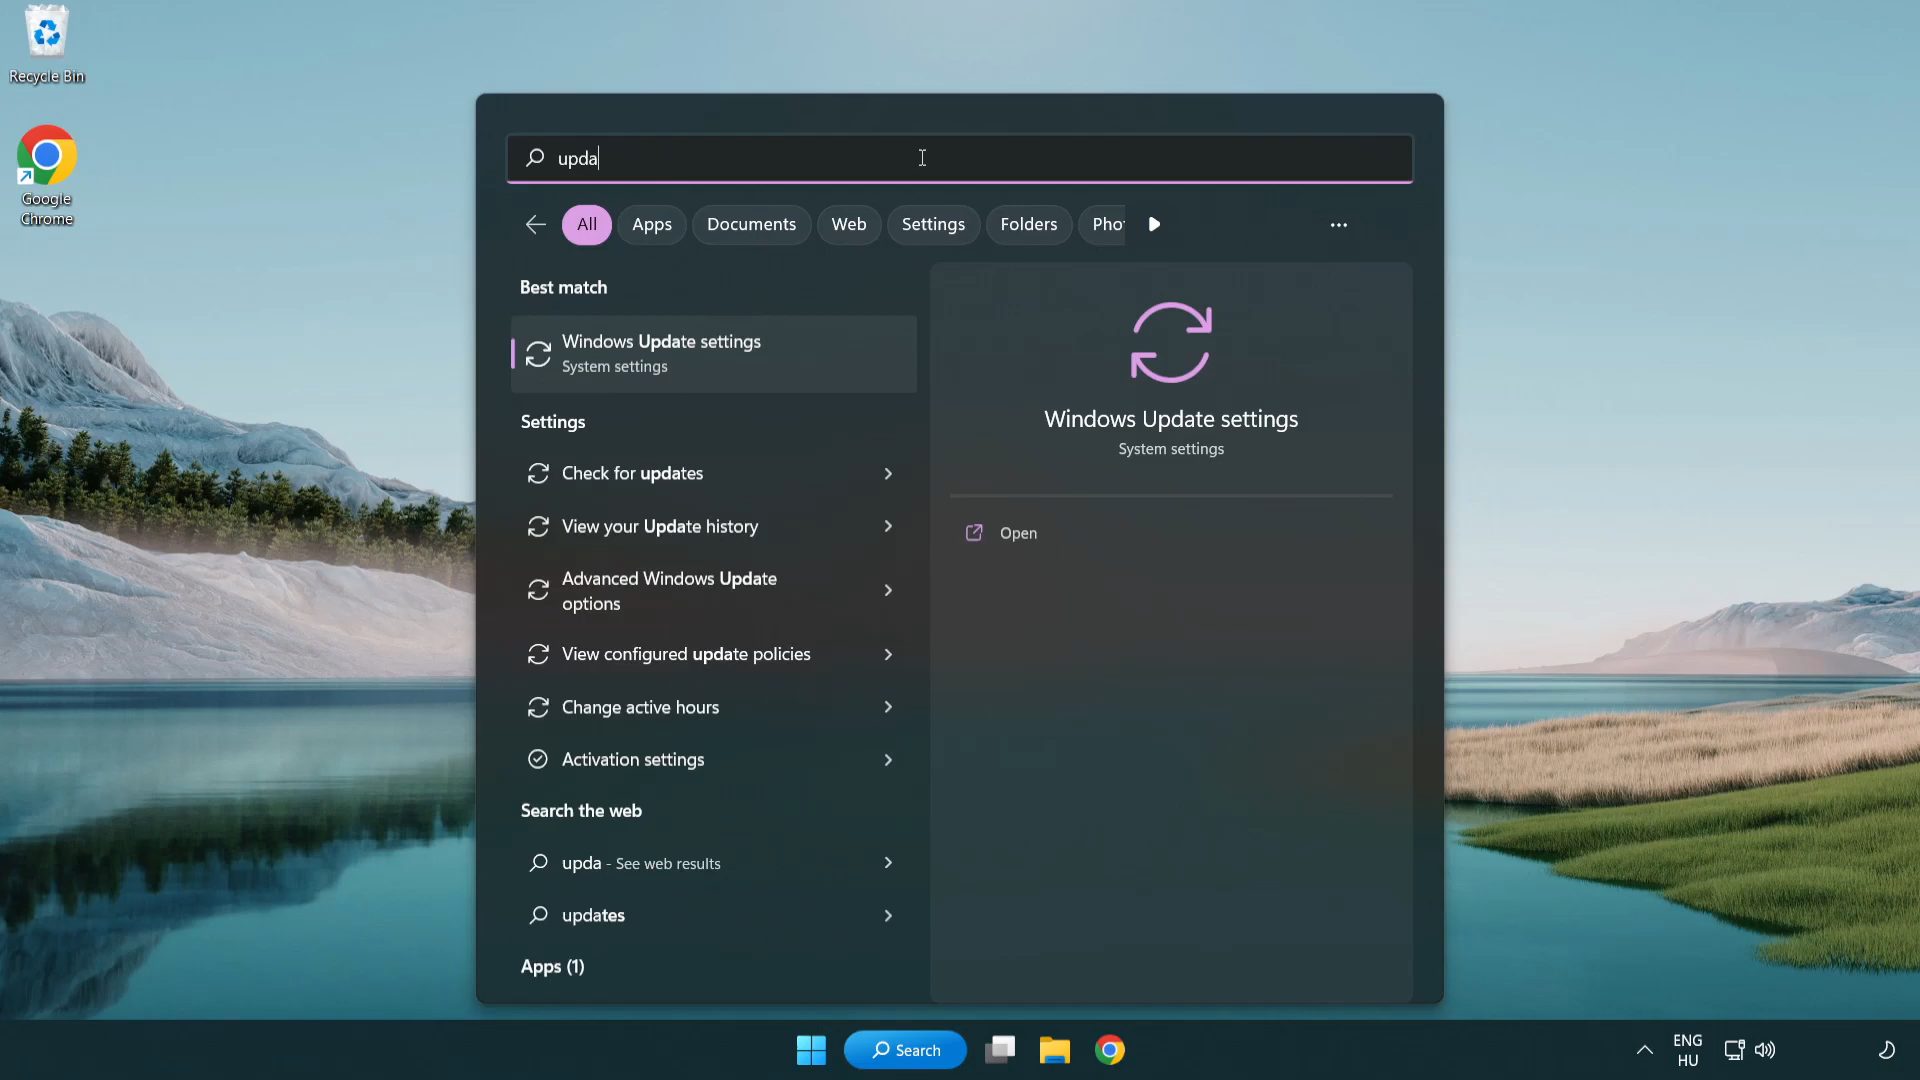 Recycle Bin
Google
Chrome
upda
All
Apps
Documents
Web
Settings
Folders
Pho
Best match
Windows Update settings
System settings
Settings
Check for updates
View your Update history
Advanced Windows Update
options
View configured update policies
Change active hours
Activation settings
Search the web
upda - See web results
updates
Apps (1)
Windows Update settings
System settings
Open
Search
ENG
HU